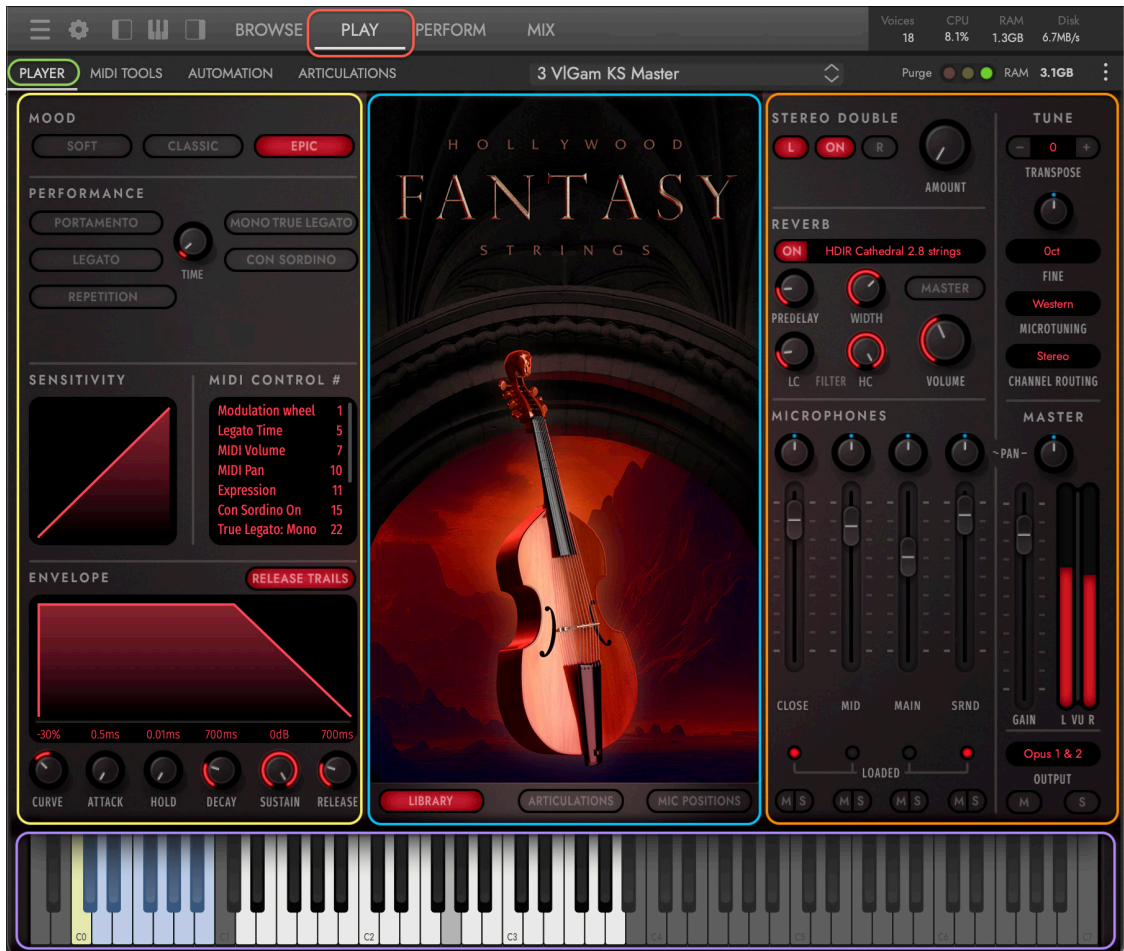 BROWSE PLAY PERFORM MIX
Voices CPU RAM Disk
18 8.1% 1.3GB 6.7MB/s
PLAYER MIDI TOOLS AUTOMATION ARTICULATIONS
3 VlGam KS Master
Purge RAM 3.1GB
MOOD
SOFT CLASSIC EPIC
PERFORMANCE
PORTAMENTO MONO TRUE LEGATO
LEGATO CON SORDINO
TIME
REPETITION
SENSITIVITY
MIDI CONTROL #
Modulation wheel 1
Legato Time 5
MIDI Volume 7
MIDI Pan 10
Expression 11
Con Sordino On 15
True Legato: Mono 22
ENVELOPE RELEASE TRAILS
-30% 0.5ms 0.01ms 700ms 0dB 700ms
CURVE ATTACK HOLD DECAY SUSTAIN RELEASE
HOLLYWOOD
FANTASY
STRINGS
LIBRARY ARTICULATIONS MIC POSITIONS
STEREO DOUBLE
L ON R
AMOUNT
REVERB
ON HDIR Cathedral 2.8 strings
MASTER
PREDELAY WIDTH
LC FILTER HC VOLUME
MICROPHONES
~PAN~
CLOSE MID MAIN SRND
LOADED
M S M S M S M S
TUNE
- 0 +
TRANSPOSE
0ct
FINE
Western
MICROTUNING
Stereo
CHANNEL ROUTING
MASTER
GAIN L VU R
Opus 1 & 2
OUTPUT
M S
C0 C1 C2 C3 C4 C5 C6 C7